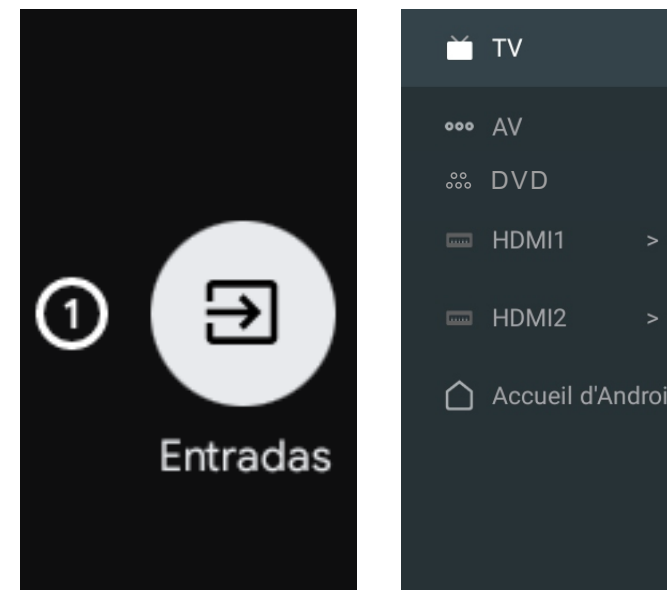 1
Entradas
TV
AV
DVD
HDMI1 >
HDMI2 >
Accueil d'Androi